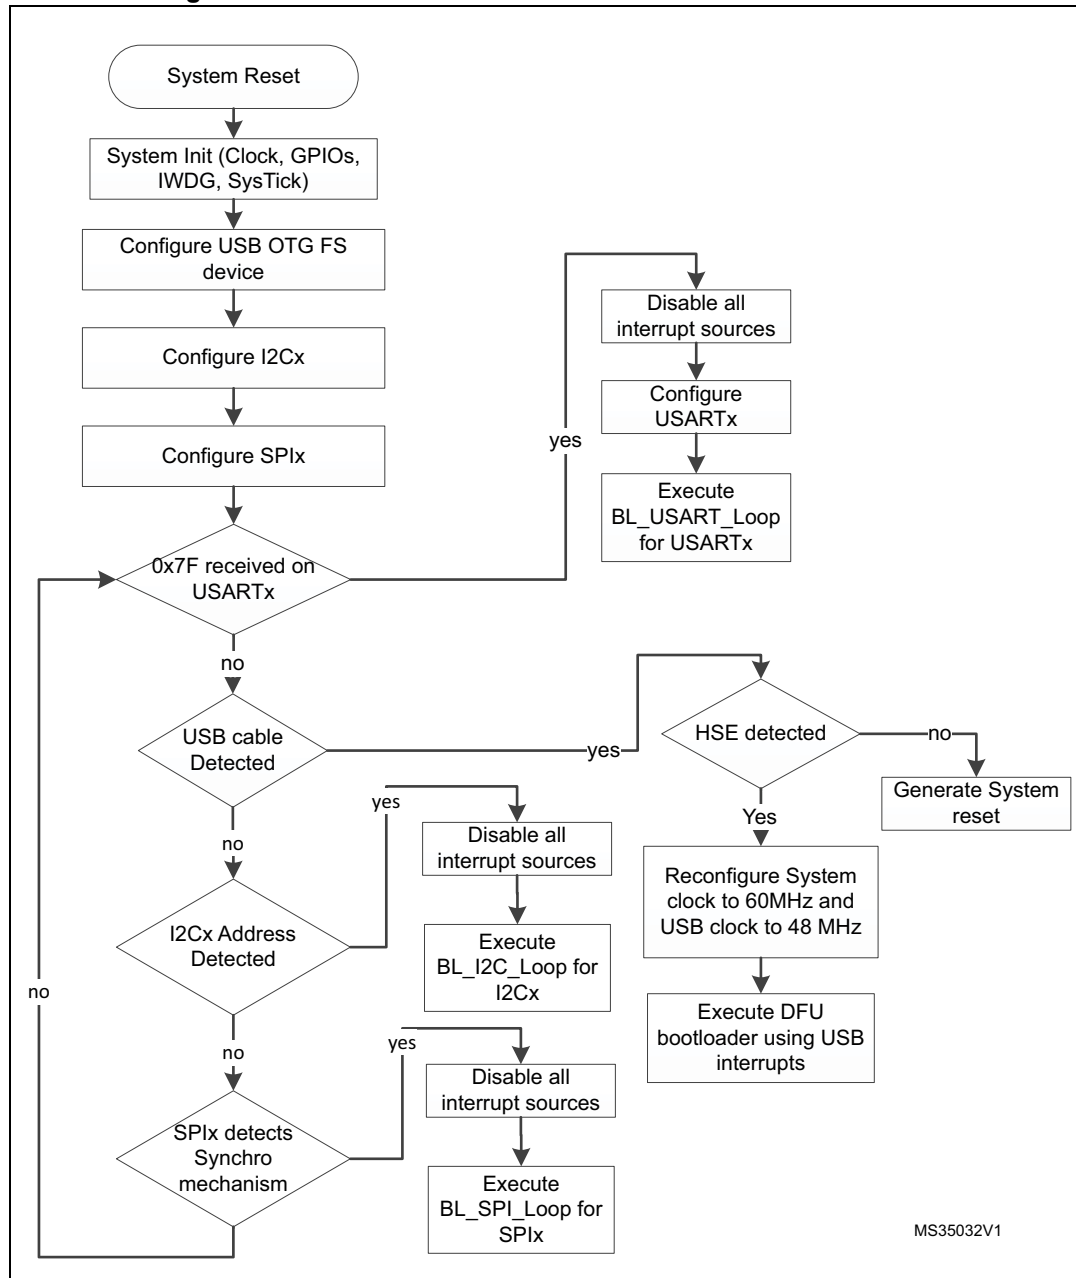 System Reset
System Init (Clock, GPIOs,
IWDG, SysTick)
Configure USB OTG FS
device
Configure I2Cx
Configure SPIx
0x7F received on
USARTx
yes
Disable all
interrupt sources
Configure
USARTx
Execute
BL_USART_Loop
for USARTx
no
USB cable
Detected
yes
HSE detected
no
Generate System
reset
Yes
Reconfigure System
clock to 60MHz and
USB clock to 48 MHz
Execute DFU
bootloader using USB
interrupts
no
I2Cx Address
Detected
yes
Disable all
interrupt sources
Execute
BL_I2C_Loop for
I2Cx
no
SPIx detects
Synchro
mechanism
yes
Disable all
interrupt sources
Execute
BL_SPI_Loop for
SPIx
no
MS35032V1